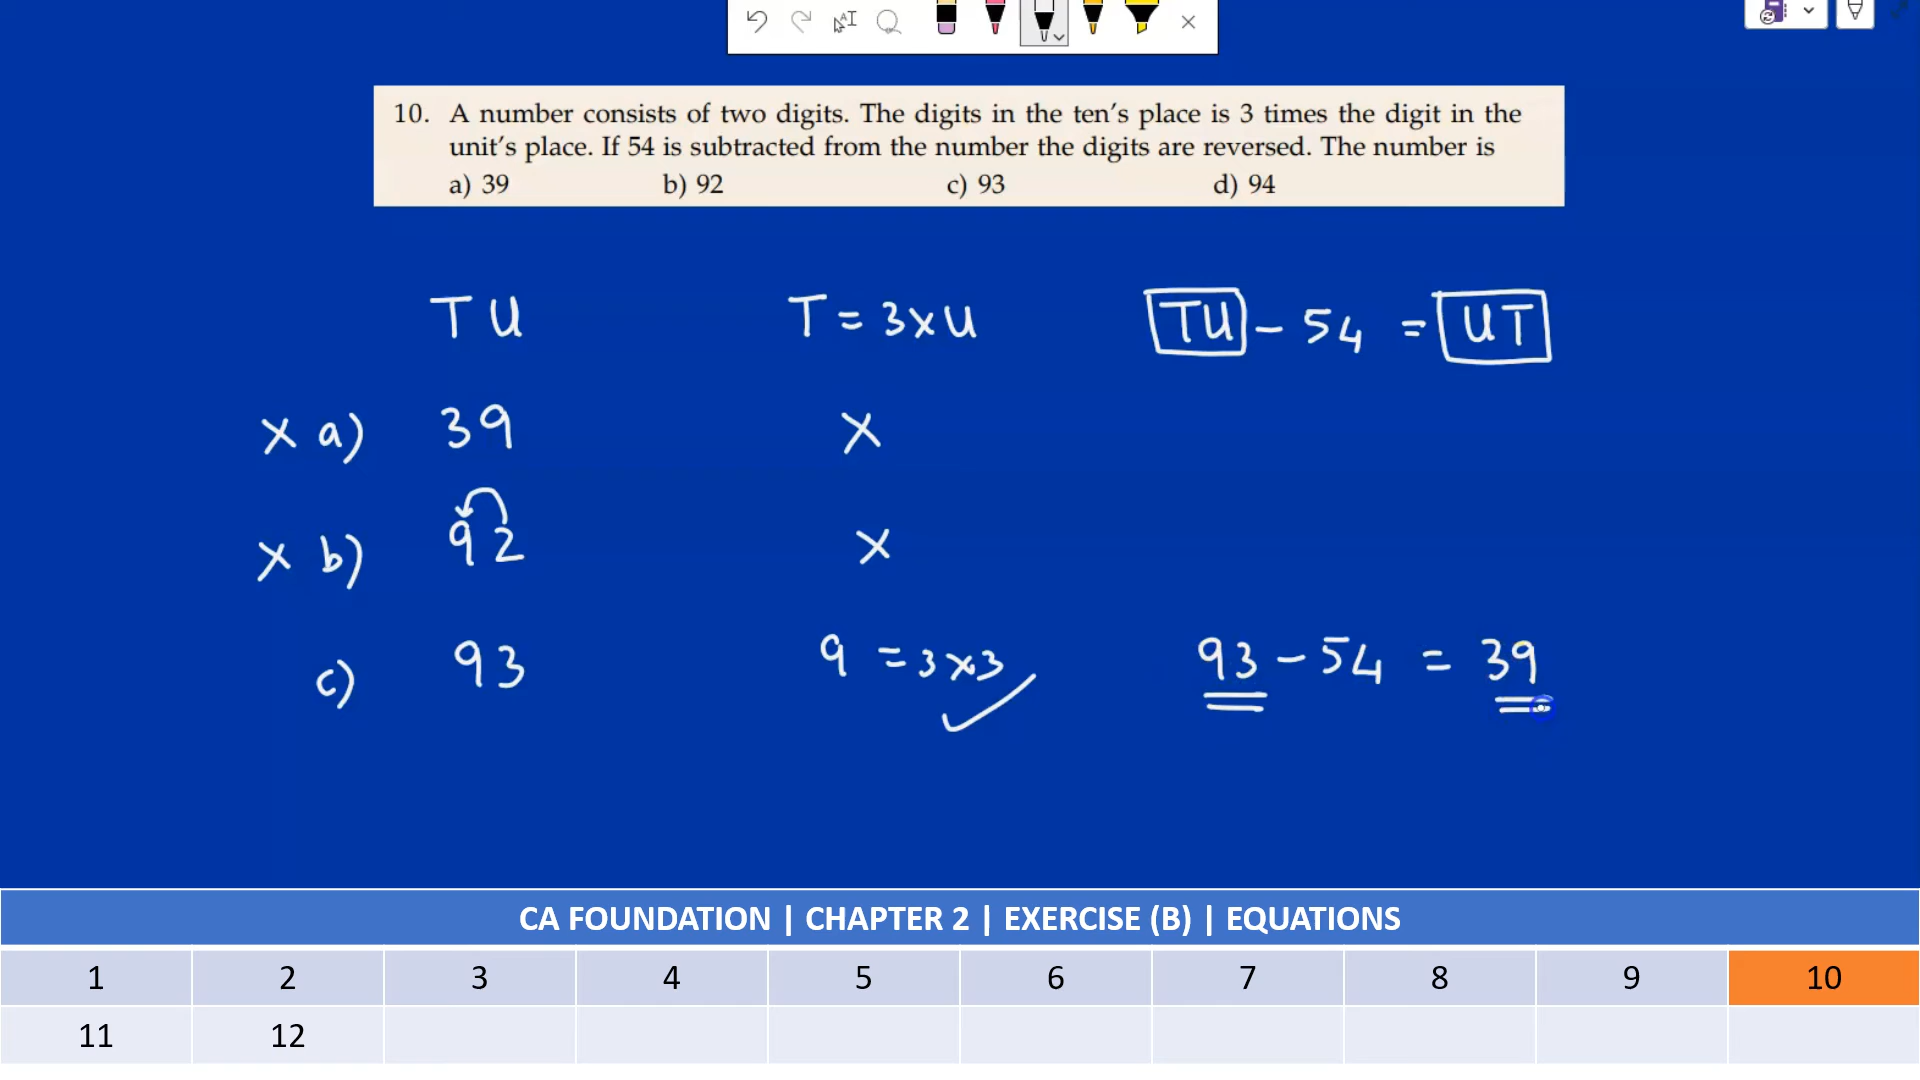 10. A number consists of two digits. The digits in the ten's place is 3 times the digit in the
unit's place. If 54 is subtracted from the number the digits are reversed. The number is
a) 39 b) 92 c) 93 d) 94
T U T = 3 x U TU - 54 = UT
x a) 39 x
x b) 92 x
c) 93 9 = 3 x 3 93 - 54 = 39
CA FOUNDATION | CHAPTER 2 | EXERCISE (B) | EQUATIONS
1 2 3 4 5 6 7 8 9 10
11 12